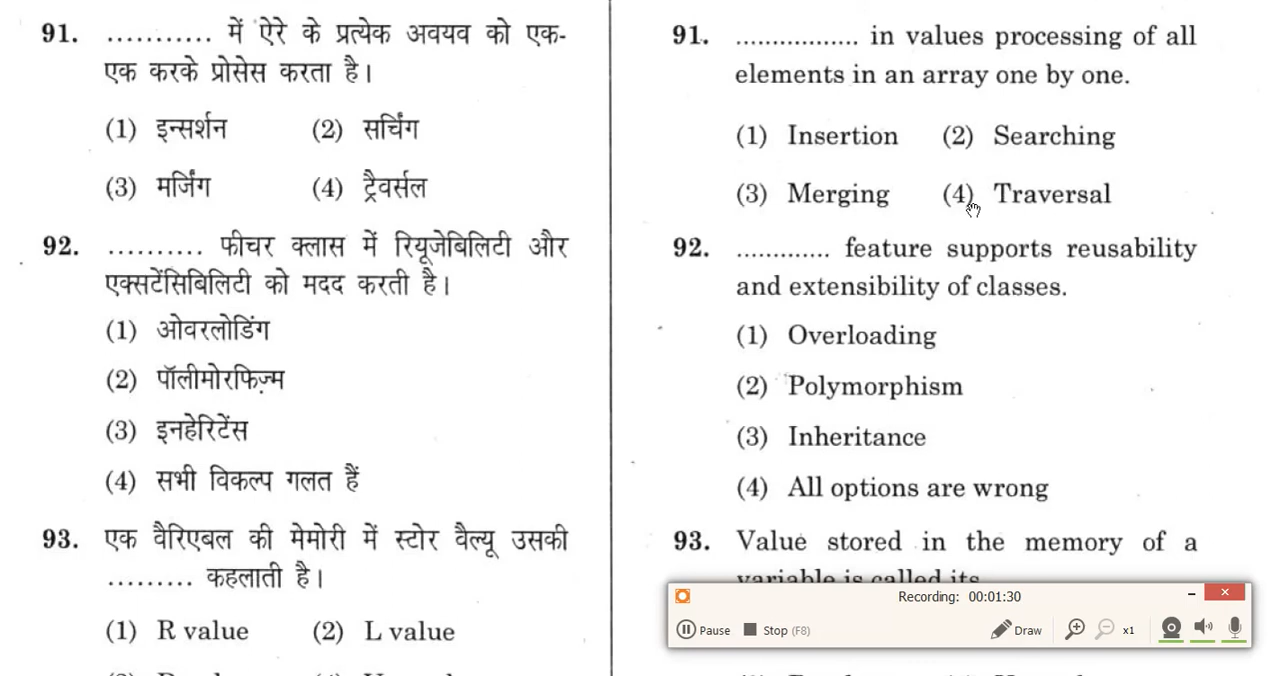 91. ........... में ऐरे के प्रत्येक अवयव को एक-
एक करके प्रोसेस करता है।
(1) इन्सर्शन (2) सर्चिंग
(3) मर्जिंग (4) ट्रैवर्सल
92. .......... फीचर क्लास में रियूजेबिलिटी और
एक्सटेंसिबिलिटी को मदद करती है।
(1) ओवरलोडिंग
(2) पॉलीमोरफिज़्म
(3) इनहेरिटेंस
(4) सभी विकल्प गलत हैं
93. एक वैरिएबल की मेमोरी में स्टोर वैल्यू उसकी
......... कहलाती है।
(1) R value (2) L value
91. ................. in values processing of all
elements in an array one by one.
(1) Insertion (2) Searching
(3) Merging (4) Traversal
92. ............. feature supports reusability
and extensibility of classes.
(1) Overloading
(2) Polymorphism
(3) Inheritance
(4) All options are wrong
93. Value stored in the memory of a
variable is called its
Recording: 00:01:30
Pause Stop (F8) Draw x1